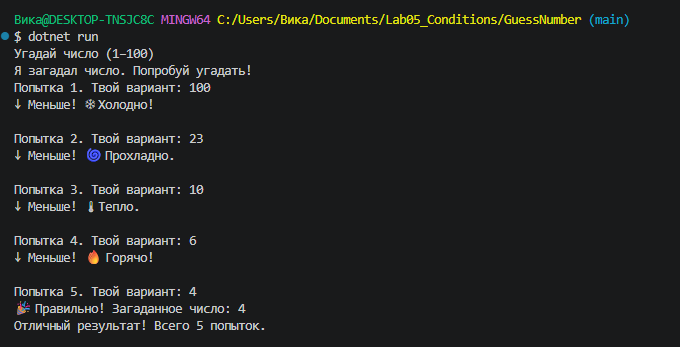 Вика@DESKTOP-TNSJC8C MINGW64 C:/Users/Вика/Documents/Lab05_Conditions/GuessNumber (main)
$ dotnet run
Угадай число (1–100)
Я загадал число. Попробуй угадать!
Попытка 1. Твой вариант: 100
↓ Меньше! ❄ Холодно!
Попытка 2. Твой вариант: 23
↓ Меньше! 🌀 Прохладно.
Попытка 3. Твой вариант: 10
↓ Меньше! 🌡 Тепло.
Попытка 4. Твой вариант: 6
↓ Меньше! 🔥 Горячо!
Попытка 5. Твой вариант: 4
🎉 Правильно! Загаданное число: 4
Отличный результат! Всего 5 попыток.